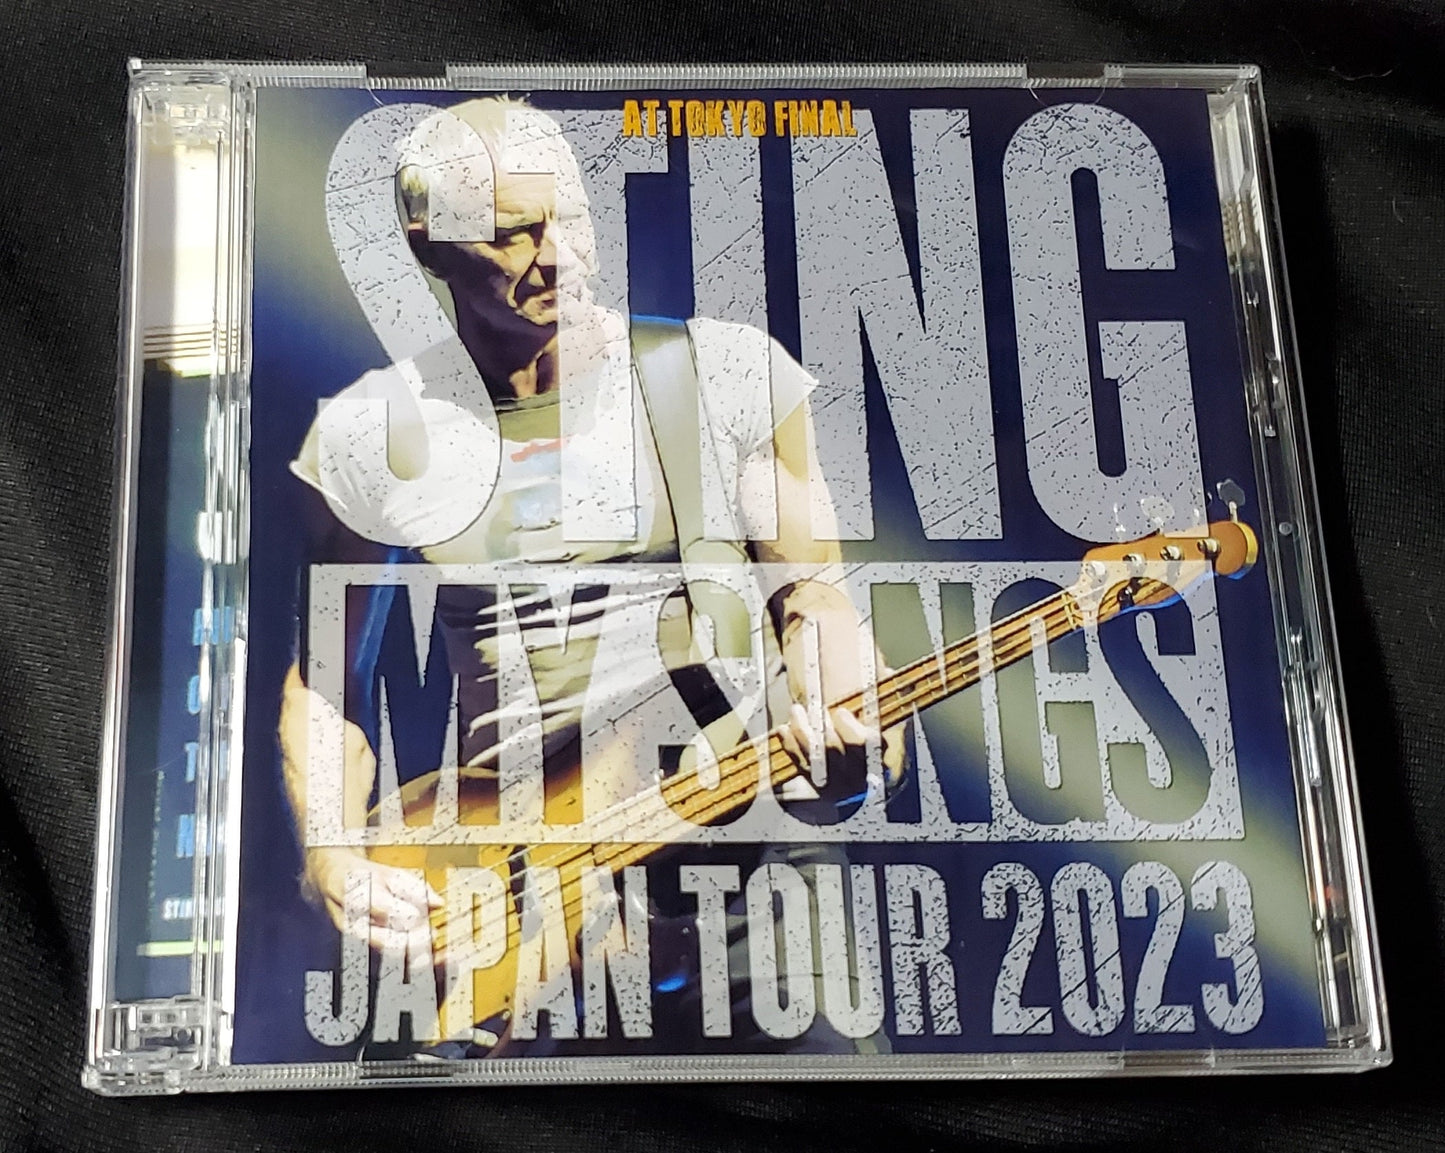 AT TOKYO FINAL
STING
MY SONGS
JAPAN TOUR 2023